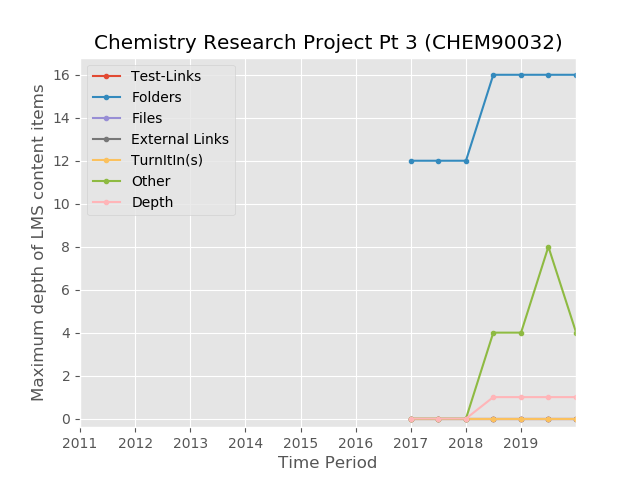 Chemistry Research Project Pt 3 (CHEM90032)
Maximum depth of LMS content items
16
14
12
10
8
6
4
2
0
Test-Links
Folders
Files
External Links
TurnItIn(s)
Other
Depth
2011 2012 2013 2014 2015 2016 2017 2018 2019
Time Period